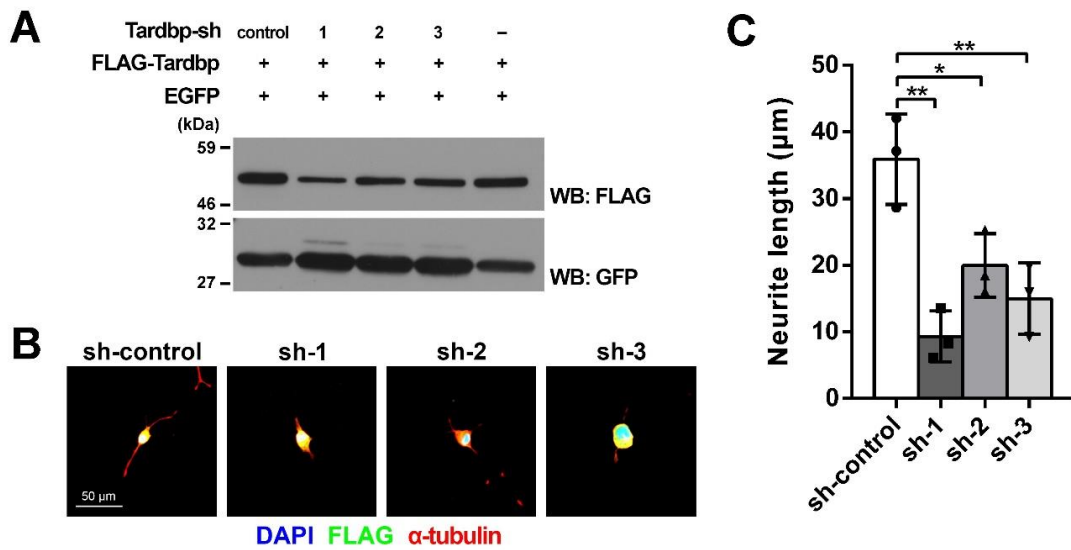 A
Tardbp-sh control 1 2 3 –
FLAG-Tardbp + + + + +
EGFP + + + + +
(kDa)
59
46
WB: FLAG
32
27
WB: GFP
B
sh-control sh-1 sh-2 sh-3
50 µm
DAPI FLAG α-tubulin
C
**
*
**
Neurite length (µm)
50
40
30
20
10
0
sh-control
sh-1
sh-2
sh-3